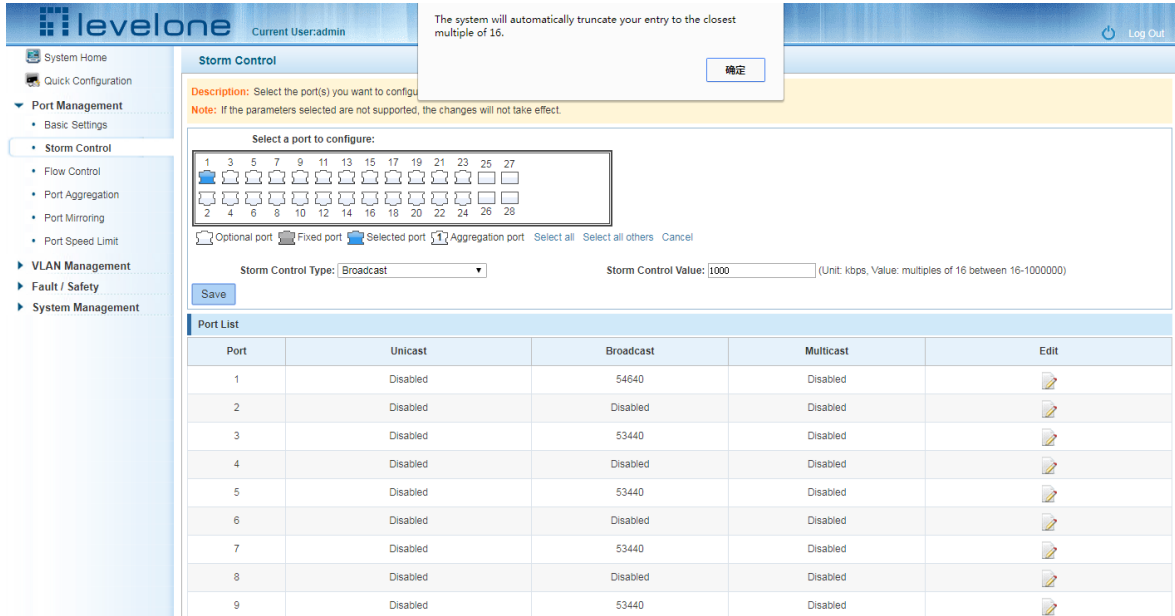 levelone
Current User:admin
The system will automatically truncate your entry to the closest
multiple of 16.
确定
Log Out
System Home
Quick Configuration
Port Management
Basic Settings
Storm Control
Flow Control
Port Aggregation
Port Mirroring
Port Speed Limit
VLAN Management
Fault / Safety
System Management
Storm Control
Description: Select the port(s) you want to configu
Note: If the parameters selected are not supported, the changes will not take effect.
Select a port to configure:
1 3 5 7 9 11 13 15 17 19 21 23 25 27
2 4 6 8 10 12 14 16 18 20 22 24 26 28
Optional port Fixed port Selected port 1 Aggregation port Select all Select all others Cancel
Storm Control Type: Broadcast Storm Control Value: 1000 (Unit: kbps, Value: multiples of 16 between 16-1000000)
Save
Port List
Port Unicast Broadcast Multicast Edit
1 Disabled 54640 Disabled
2 Disabled Disabled Disabled
3 Disabled 53440 Disabled
4 Disabled Disabled Disabled
5 Disabled 53440 Disabled
6 Disabled Disabled Disabled
7 Disabled 53440 Disabled
8 Disabled Disabled Disabled
9 Disabled 53440 Disabled